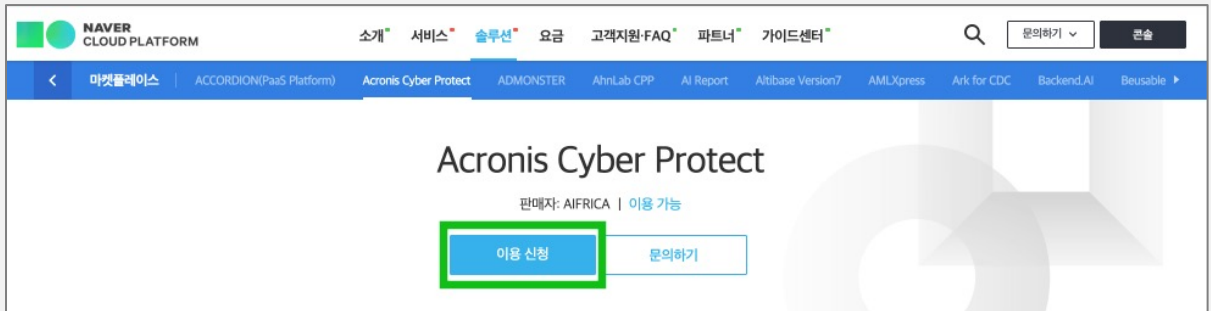 NAVER
CLOUD PLATFORM
소개 서비스 솔루션 요금 고객지원·FAQ 파트너 가이드센터 문의하기 콘솔
마켓플레이스 ACCORDION(PaaS Platform) Acronis Cyber Protect ADMONSTER AhnLab CPP AI Report Altibase Version7 AMLXpress Ark for CDC Backend.AI Beusable
Acronis Cyber Protect
판매자: AIFRICA | 이용 가능
이용 신청 문의하기